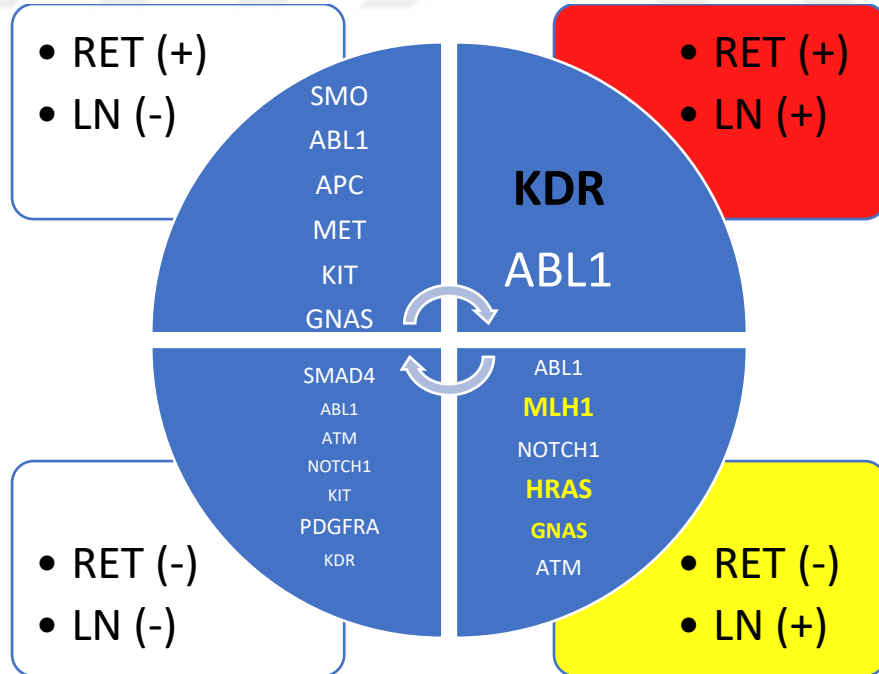 • RET (+)
• LN (-)
SMO
ABL1
APC
MET
KIT
GNAS
• RET (+)
• LN (+)
KDR
ABL1
SMAD4
ABL1
ATM
NOTCH1
KIT
PDGFRA
KDR
• RET (-)
• LN (-)
ABL1
MLH1
NOTCH1
HRAS
GNAS
ATM
• RET (-)
• LN (+)